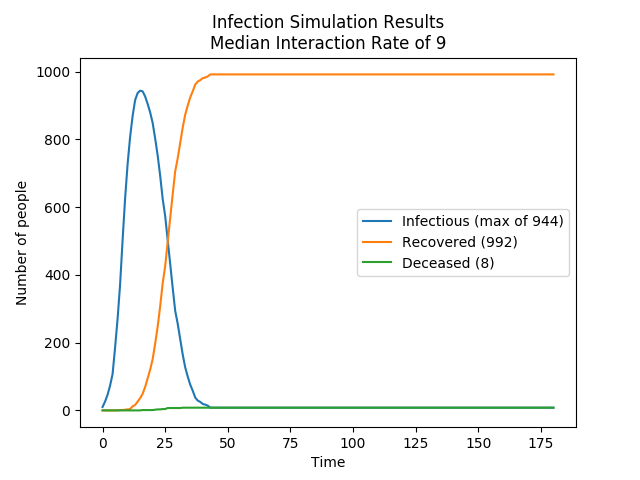 Infection Simulation Results
Median Interaction Rate of 9
Number of people
1000
800
600
400
200
0
Infectious (max of 944)
Recovered (992)
Deceased (8)
0 25 50 75 100 125 150 175
Time